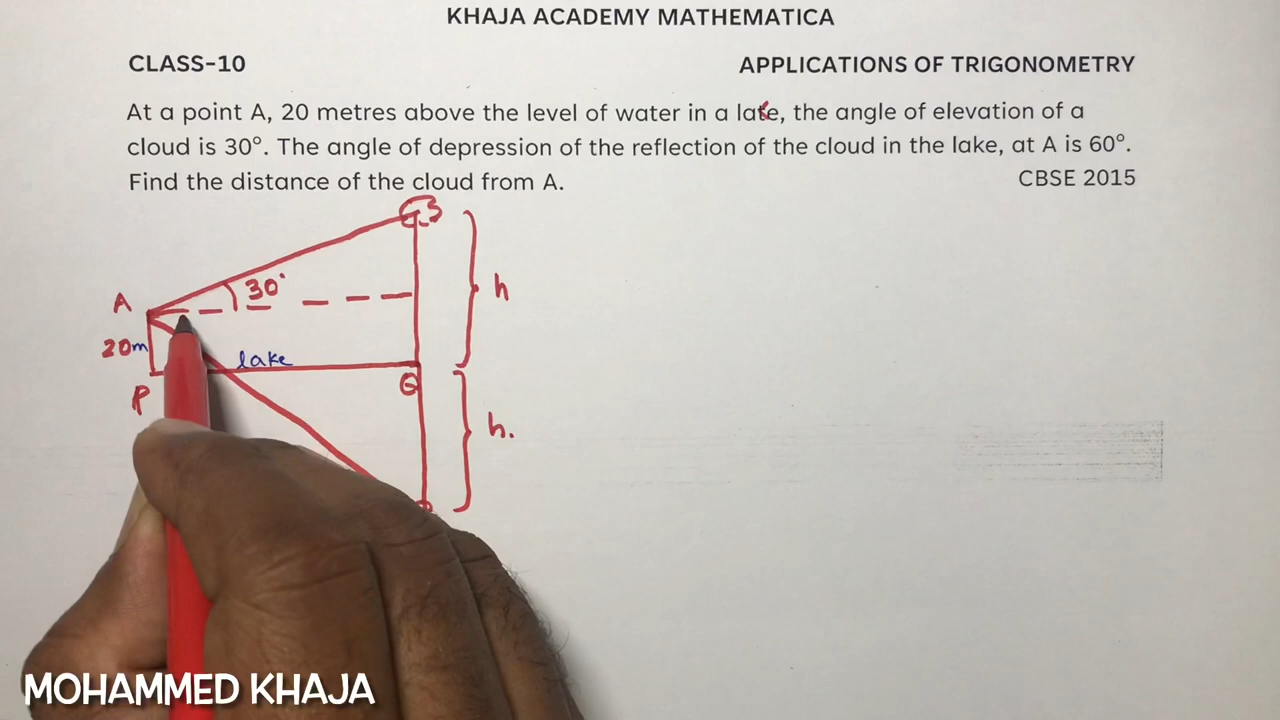 KHAJA ACADEMY MATHEMATICA
CLASS-10 APPLICATIONS OF TRIGONOMETRY
At a point A, 20 metres above the level of water in a lake, the angle of elevation of a
cloud is 30°. The angle of depression of the reflection of the cloud in the lake, at A is 60°.
Find the distance of the cloud from A. CBSE 2015
A
30°
h
20m
lake
P
Q
h.
MOHAMMED KHAJA